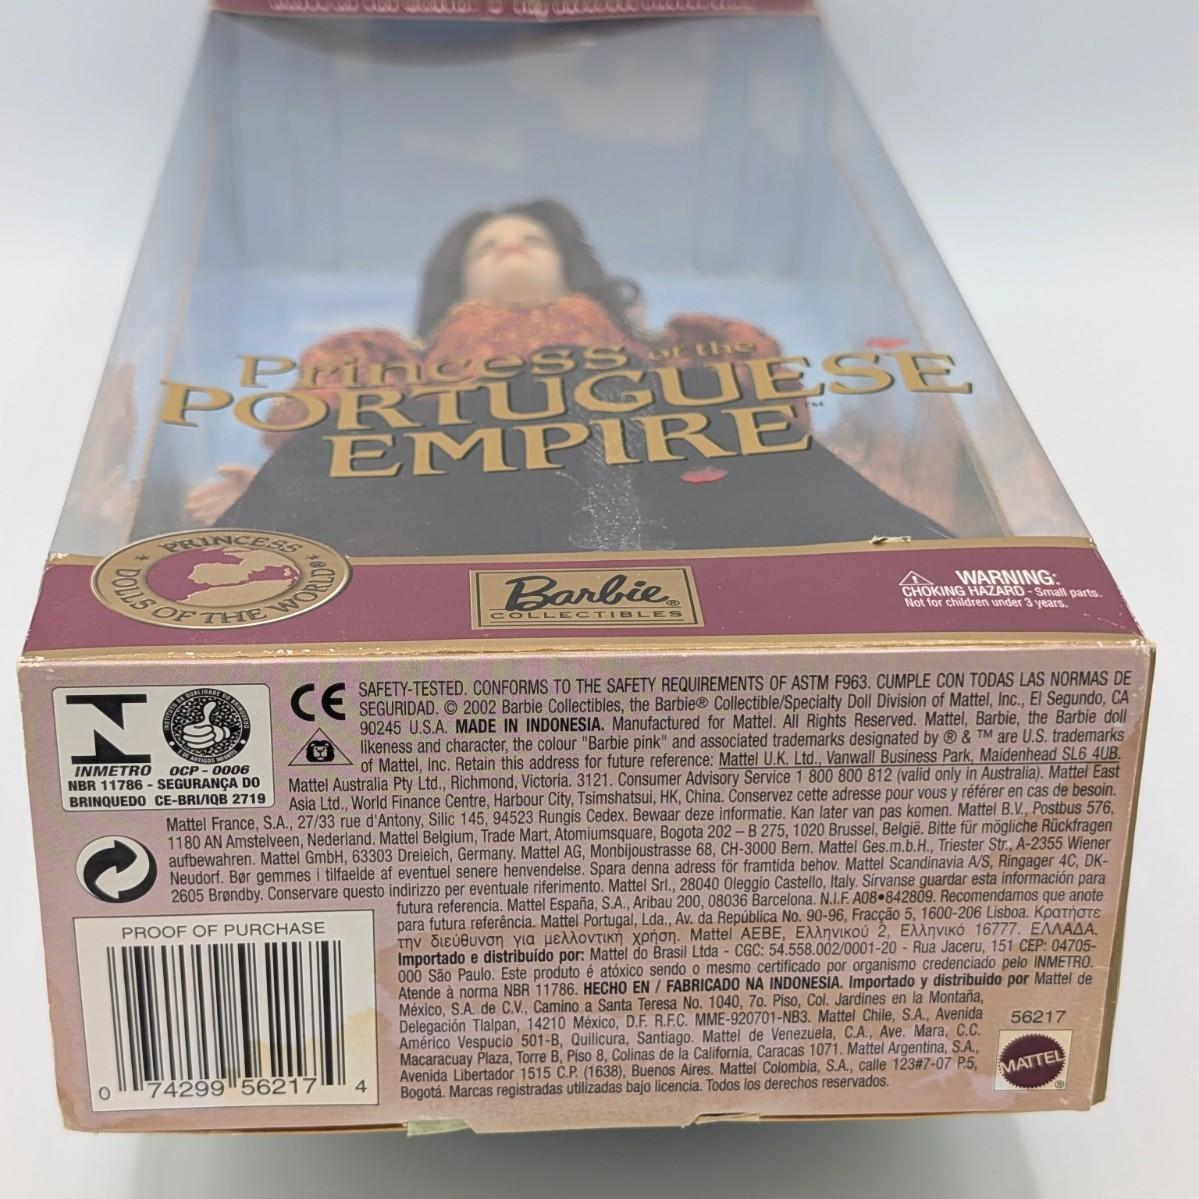 Princess of the
PORTUGUESE
EMPIRE™
PRINCESS
DOLLS OF THE WORLD®
Barbie®
COLLECTIBLES
WARNING:
CHOKING HAZARD - Small parts.
Not for children under 3 years.
INMETRO OCP - 0006
NBR 11786 - SEGURANÇA DO
BRINQUEDO CE-BRI/IQB 2719
CE
SAFETY-TESTED. CONFORMS TO THE SAFETY REQUIREMENTS OF ASTM F963. CUMPLE CON TODAS LAS NORMAS DE
SEGURIDAD. © 2002 Barbie Collectibles, the Barbie® Collectible/Specialty Doll Division of Mattel, Inc., El Segundo, CA
90245 U.S.A. MADE IN INDONESIA. Manufactured for Mattel. All Rights Reserved. Mattel, Barbie, the Barbie doll
likeness and character, the colour "Barbie pink" and associated trademarks designated by ® & ™ are U.S. trademarks
of Mattel, Inc. Retain this address for future reference: Mattel U.K. Ltd., Vanwall Business Park, Maidenhead SL6 4UB.
Mattel Australia Pty Ltd., Richmond, Victoria. 3121. Consumer Advisory Service 1 800 800 812 (valid only in Australia). Mattel East
Asia Ltd., World Finance Centre, Harbour City, Tsimshatsui, HK, China. Conservez cette adresse pour vous y référer en cas de besoin.
Mattel France, S.A., 27/33 rue d'Antony, Silic 145, 94523 Rungis Cedex. Bewaar deze informatie. Kan later van pas komen. Mattel B.V., Postbus 576,
1180 AN Amstelveen, Nederland. Mattel Belgium, Trade Mart, Atomiumsquare, Bogota 202 – B 275, 1020 Brussel, België. Bitte für mögliche Rückfragen
aufbewahren. Mattel GmbH, 63303 Dreieich, Germany. Mattel AG, Monbijoustrasse 68, CH-3000 Bern. Mattel Ges.m.b.H., Triester Str., A-2355 Wiener
Neudorf. Bør gemmes i tilfaelde af eventuel senere henvendelse. Spara denna adress för framtida behov. Mattel Scandinavia A/S, Ringager 4C, DK-
2605 Brøndby. Conservare questo indirizzo per eventuale riferimento. Mattel Srl., 28040 Oleggio Castello, Italy. Sírvanse guardar esta información para
futura referencia. Mattel España, S.A., Aribau 200, 08036 Barcelona. N.I.F. A08•842809. Recomendamos que anote
para futura referência. Mattel Portugal, Lda., Av. da República No. 90-96, Fracção 5, 1600-206 Lisboa. Κρατήστε
την διεύθυνση για μελλοντική χρήση. Mattel AEBE, Ελληνικού 2, Ελληνικό 16777. ΕΛΛΑΔΑ.
Importado e distribuído por: Mattel do Brasil Ltda - CGC: 54.558.002/0001-20 - Rua Jaceru, 151 CEP: 04705-
000 São Paulo. Este produto é atóxico sendo o mesmo certificado por organismo credenciado pelo INMETRO.
Atende à norma NBR 11786. HECHO EN / FABRICADO NA INDONESIA. Importado y distribuido por Mattel de
México, S.A. de C.V., Camino a Santa Teresa No. 1040, 7o. Piso, Col. Jardines en la Montaña,
Delegación Tlalpan, 14210 México, D.F. R.F.C. MME-920701-NB3. Mattel Chile, S.A., Avenida
Américo Vespucio 501-B, Quilicura, Santiago. Mattel de Venezuela, C.A., Ave. Mara, C.C.
Macaracuay Plaza, Torre B, Piso 8, Colinas de la California, Caracas 1071. Mattel Argentina, S.A.,
Avenida Libertador 1515 C.P. (1638), Buenos Aires. Mattel Colombia, S.A., calle 123#7-07 P.5,
Bogotá. Marcas registradas utilizadas bajo licencia. Todos los derechos reservados.
PROOF OF PURCHASE
0 74299 56217 4
56217
MATTEL®